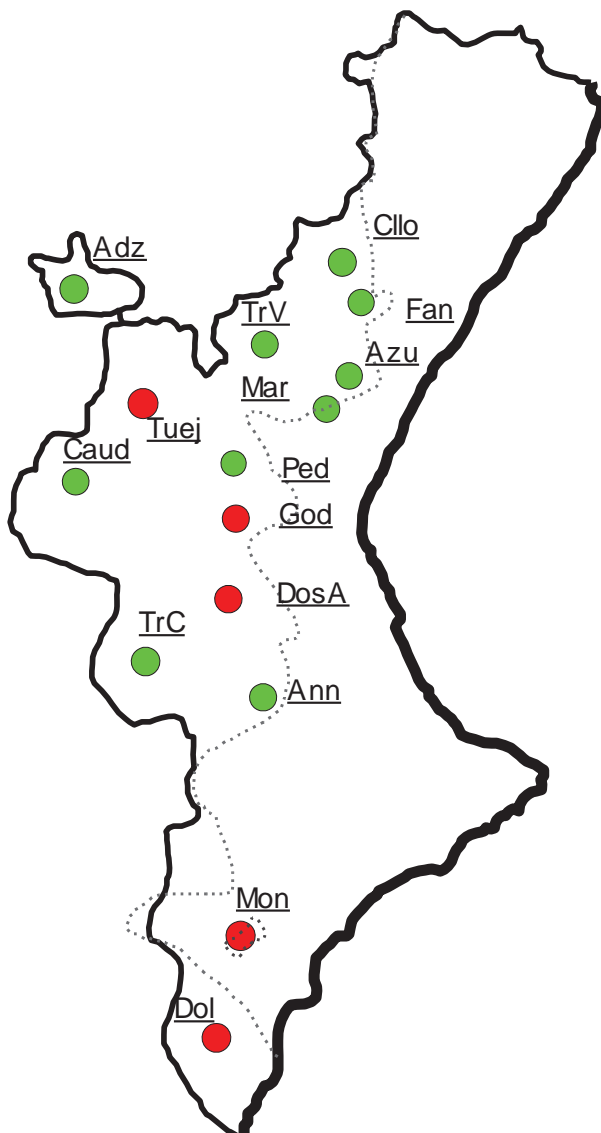 Cllo
Adz
Fan
TrV
Azu
Mar
Tuej
Caud
Ped
God
DosA
TrC
Ann
Mon
Dol